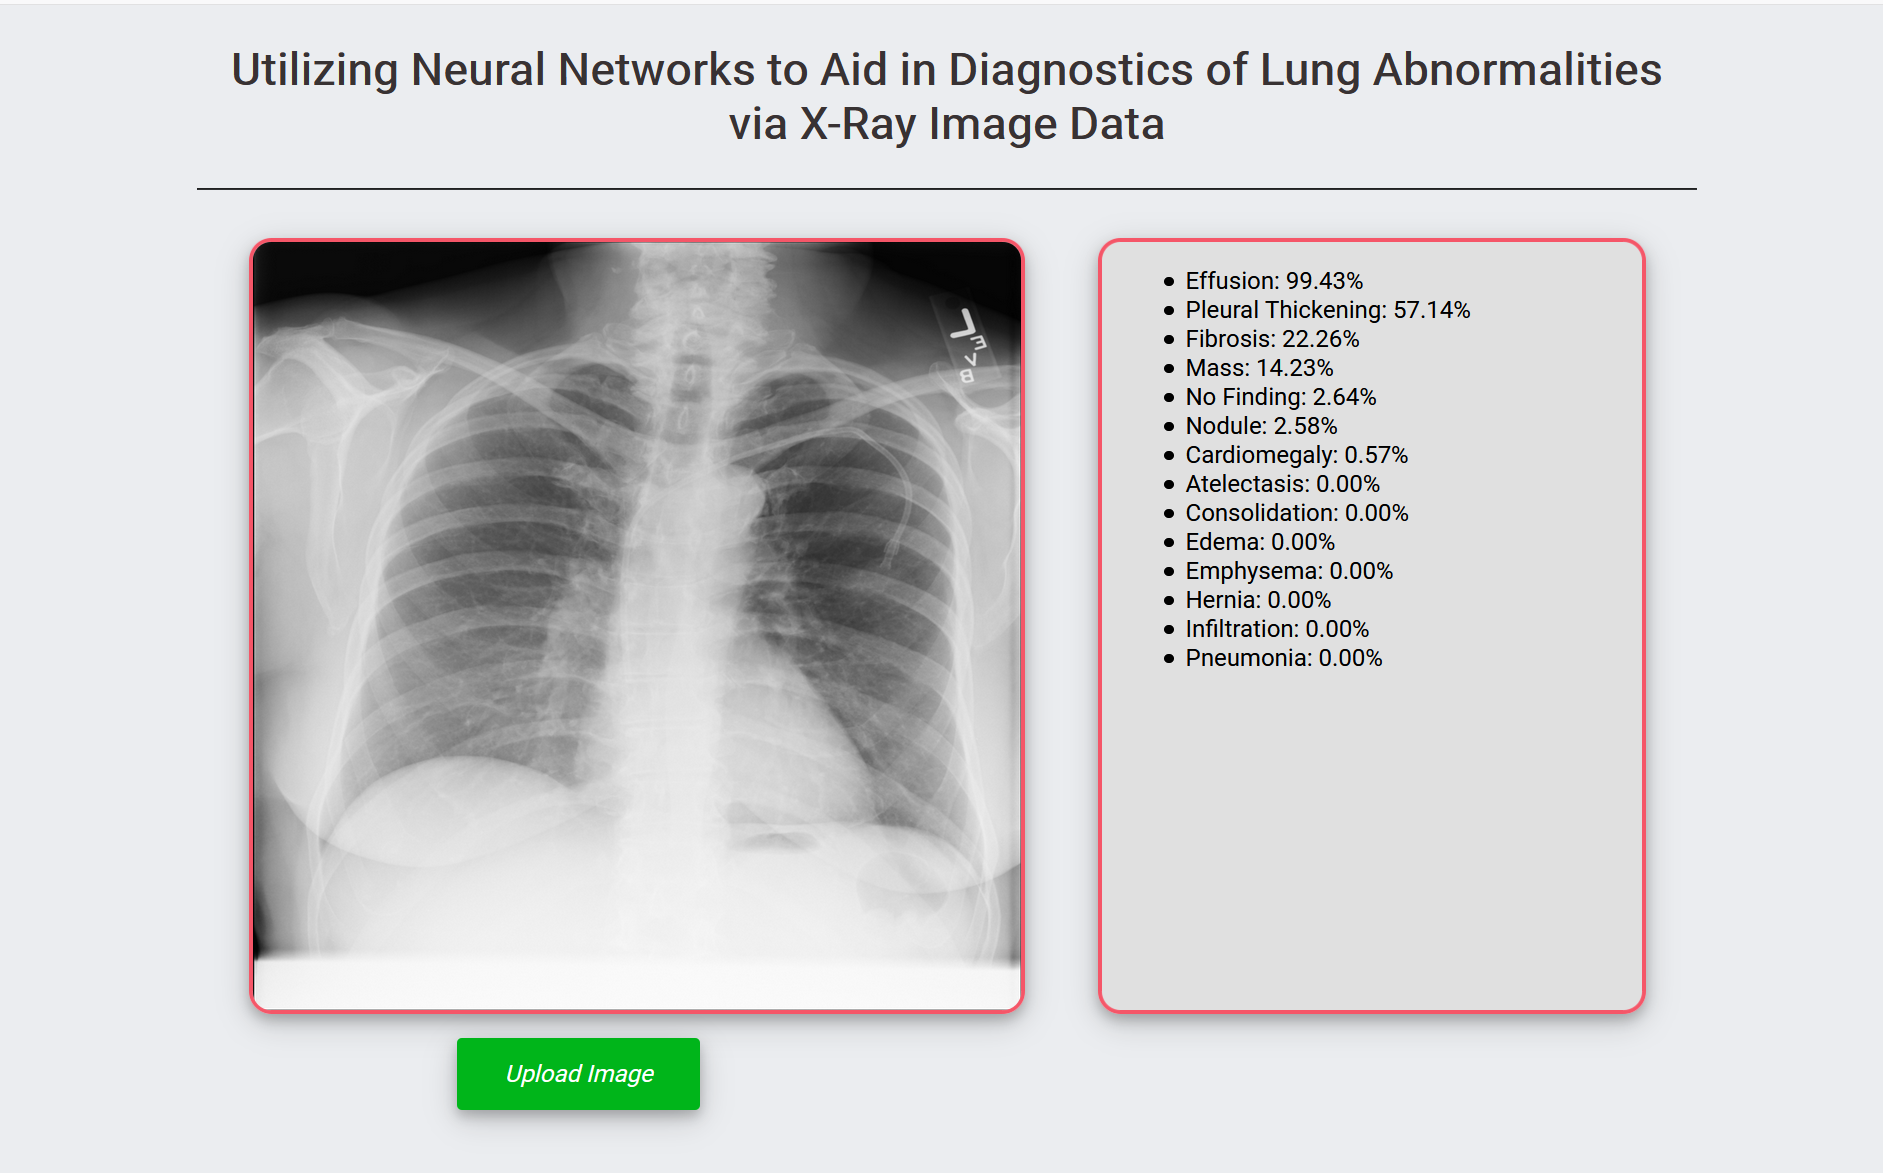 Utilizing Neural Networks to Aid in Diagnostics of Lung Abnormalities
via X-Ray Image Data
L
E
V
B
Effusion: 99.43%
Pleural Thickening: 57.14%
Fibrosis: 22.26%
Mass: 14.23%
No Finding: 2.64%
Nodule: 2.58%
Cardiomegaly: 0.57%
Atelectasis: 0.00%
Consolidation: 0.00%
Edema: 0.00%
Emphysema: 0.00%
Hernia: 0.00%
Infiltration: 0.00%
Pneumonia: 0.00%
Upload Image